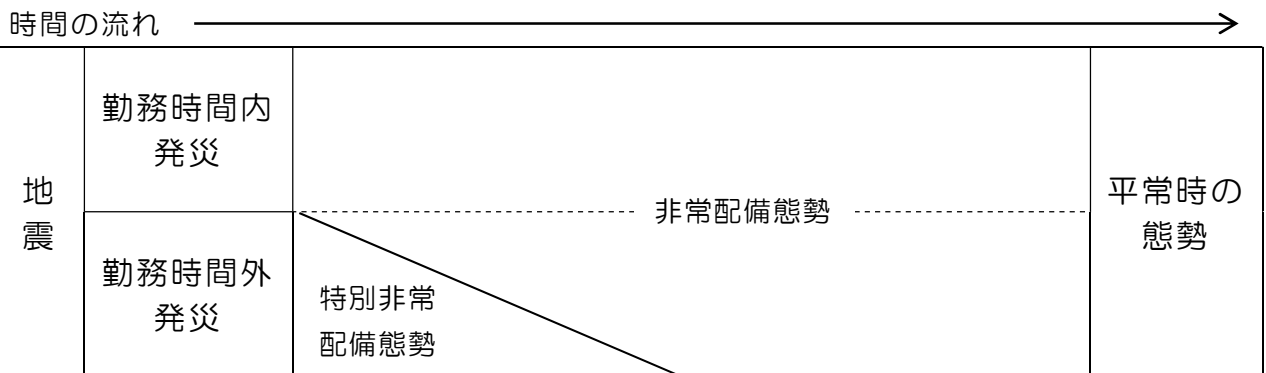 時間の流れ
地
震
勤務時間内
発災
勤務時間外
発災
非常配備態勢
特別非常
配備態勢
平常時の
態勢